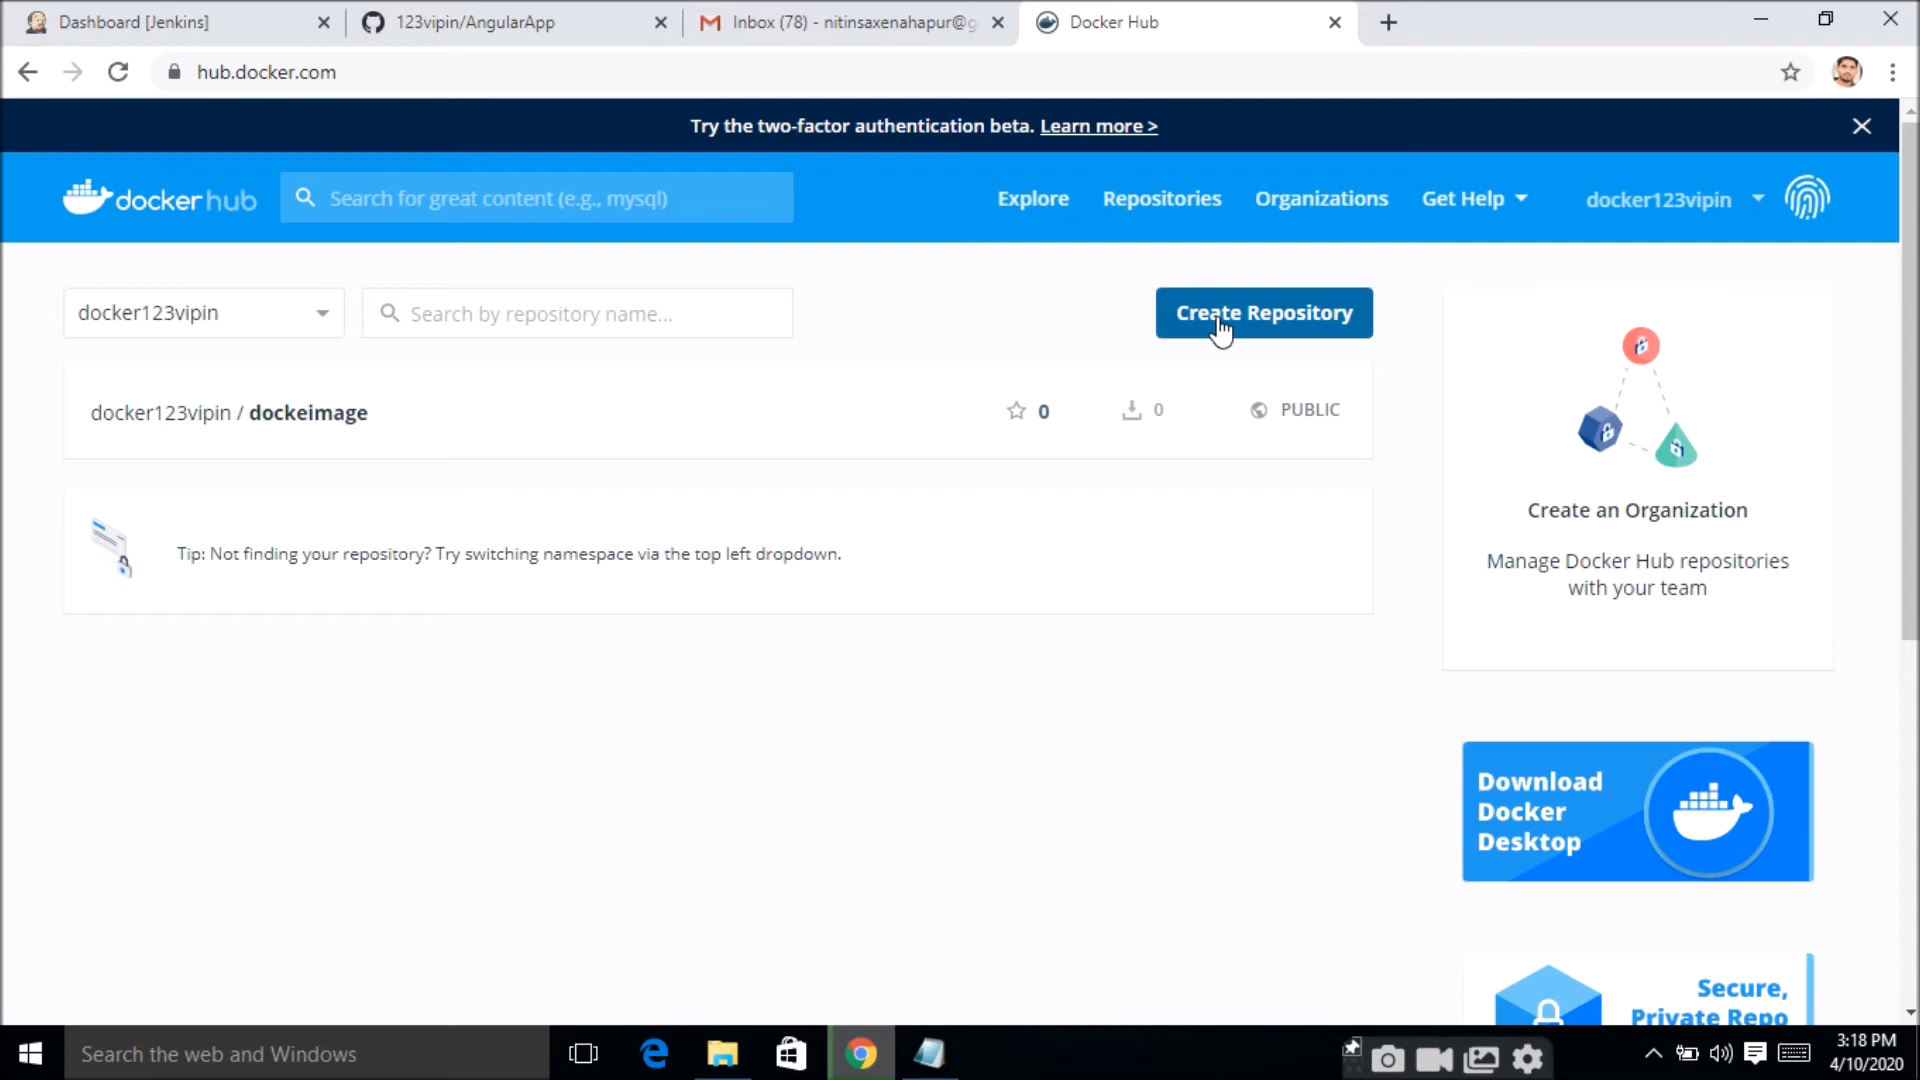 Dashboard [Jenkins]
123vipin/AngularApp
Inbox (78) - nitinsaxenahapur@g
Docker Hub
hub.docker.com
Try the two-factor authentication beta. Learn more >
docker hub
Search for great content (e.g., mysql)
Explore
Repositories
Organizations
Get Help
docker123vipin
docker123vipin
Search by repository name...
Create Repository
docker123vipin / dockeimage
0
0
PUBLIC
Tip: Not finding your repository? Try switching namespace via the top left dropdown.
Create an Organization
Manage Docker Hub repositories
with your team
Download
Docker
Desktop
Secure,
Private Repo
Search the web and Windows
3:18 PM
4/10/2020